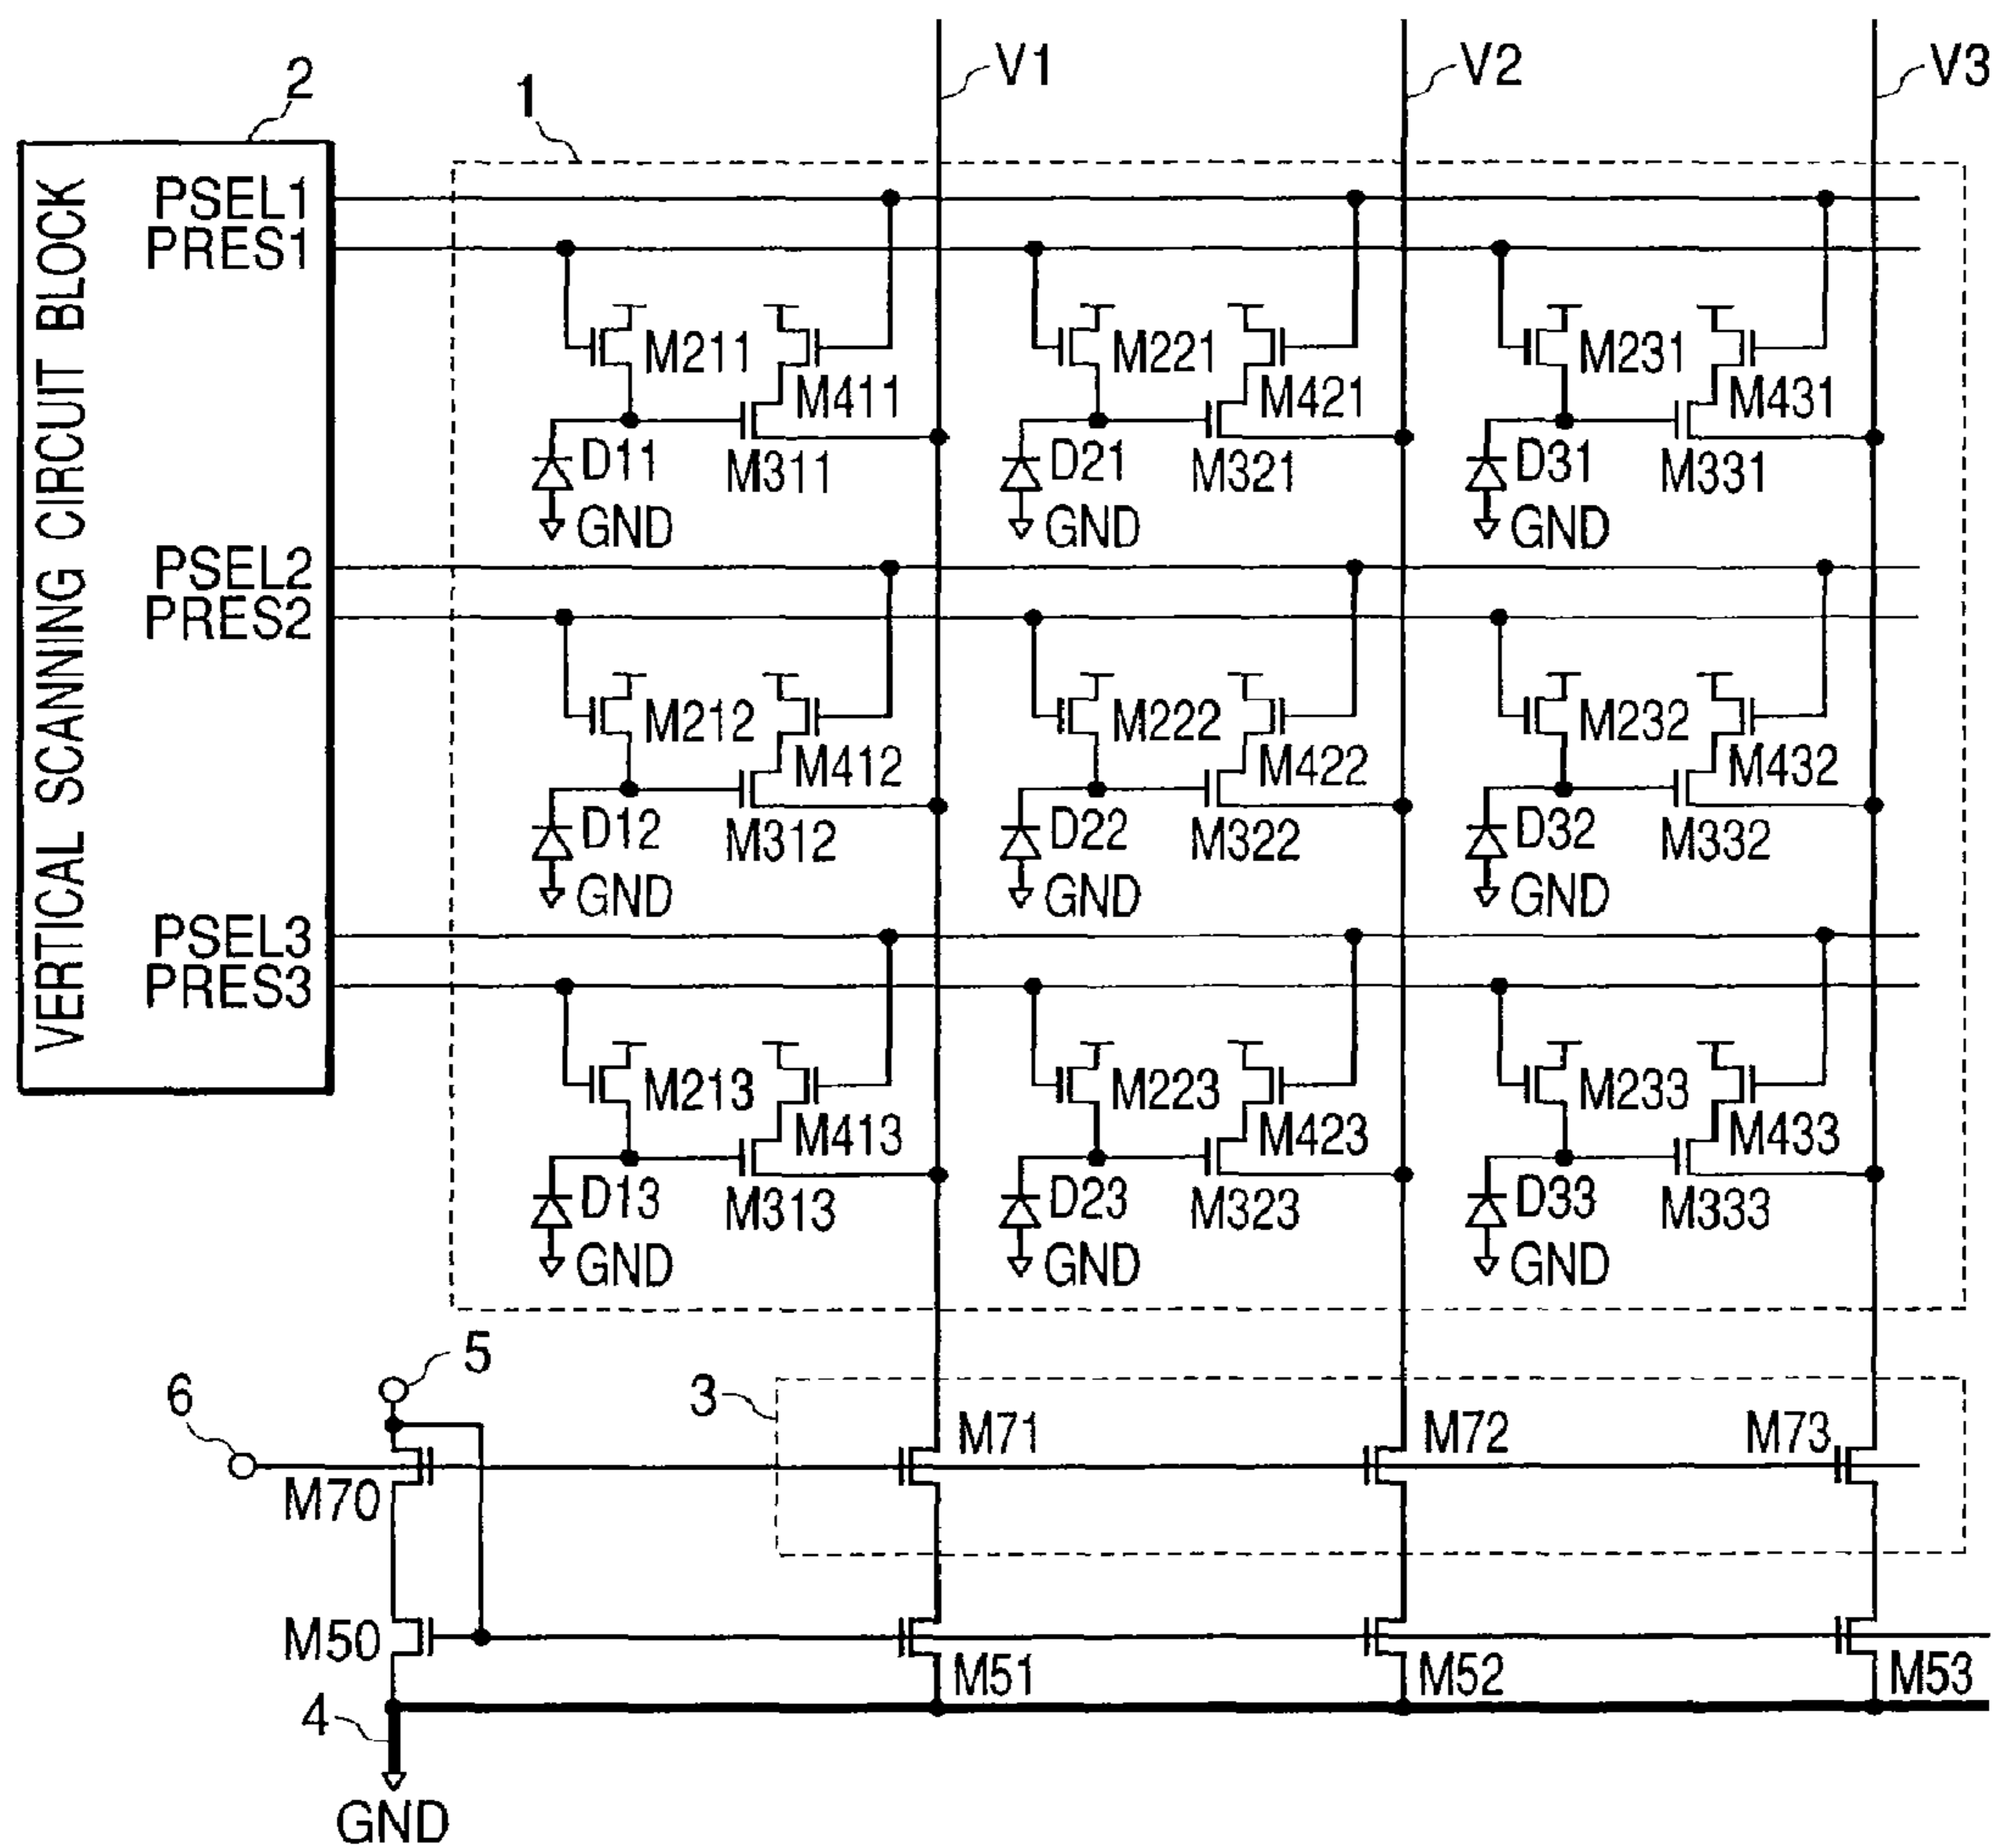 V1 V2 V3
2
1
VERTICAL SCANNING CIRCUIT BLOCK
PSEL1
PRES1
M211 M221 M231
M411 M421 M431
D11 M311 D21 M321 D31 M331
GND GND GND
PSEL2
PRES2
M212 M222 M232
M412 M422 M432
D12 M312 D22 M322 D32 M332
GND GND GND
PSEL3
PRES3
M213 M223 M233
M413 M423 M433
D13 M313 D23 M323 D33 M333
GND GND GND
5
6 3
M71 M72 M73
M70
M50
M51 M52 M53
4
GND